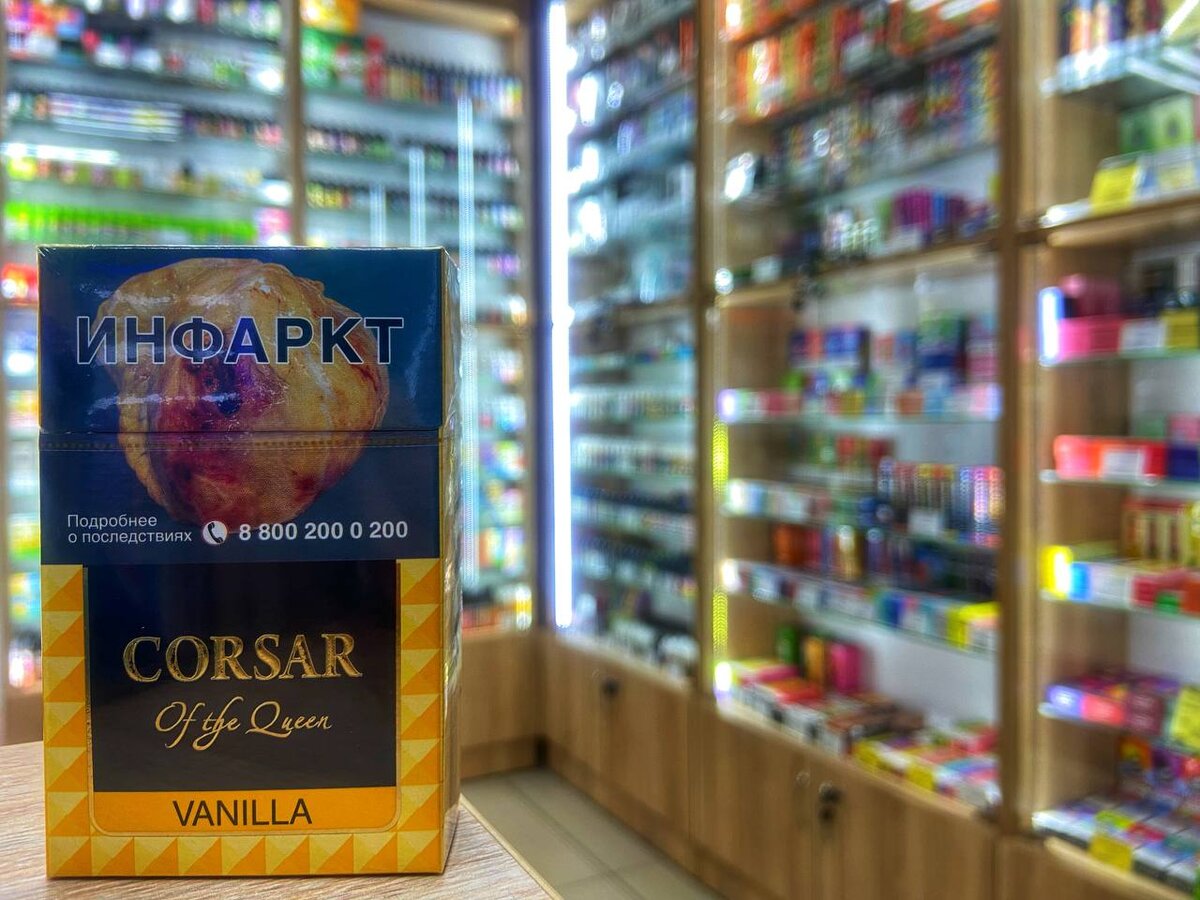 ИНФАРКТ
Подробнее
о последствиях 8 800 200 0 200
CORSAR
Of the Queen
VANILLA